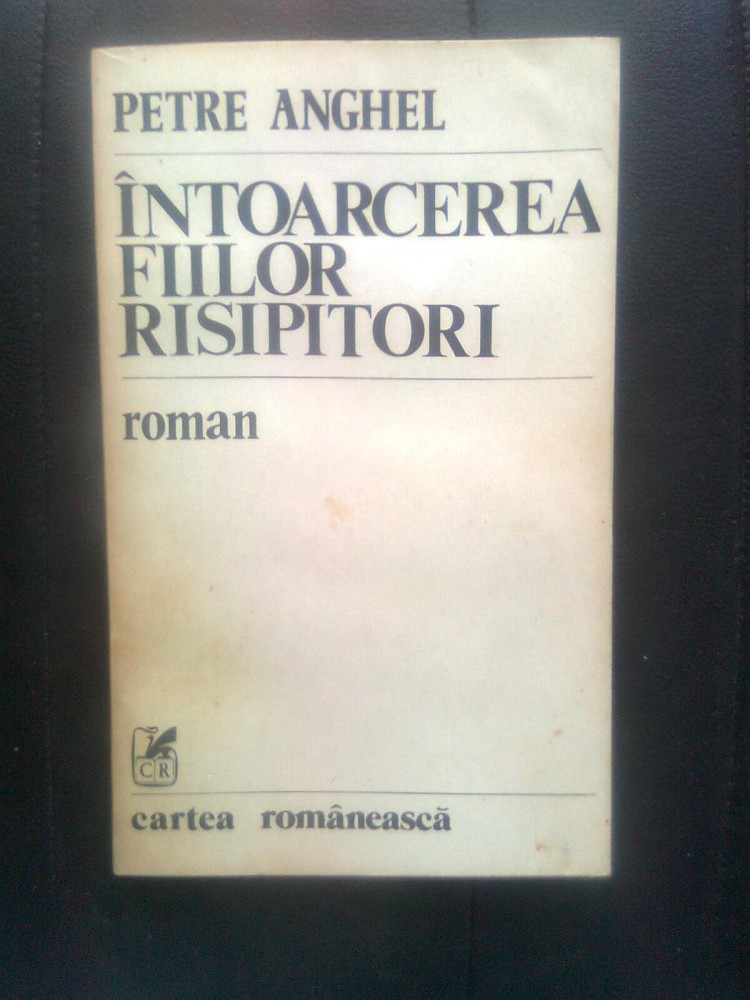 PETRE ANGHEL
ÎNTOARCEREA
FIILOR
RISIPITORI
roman
CR
cartea românească